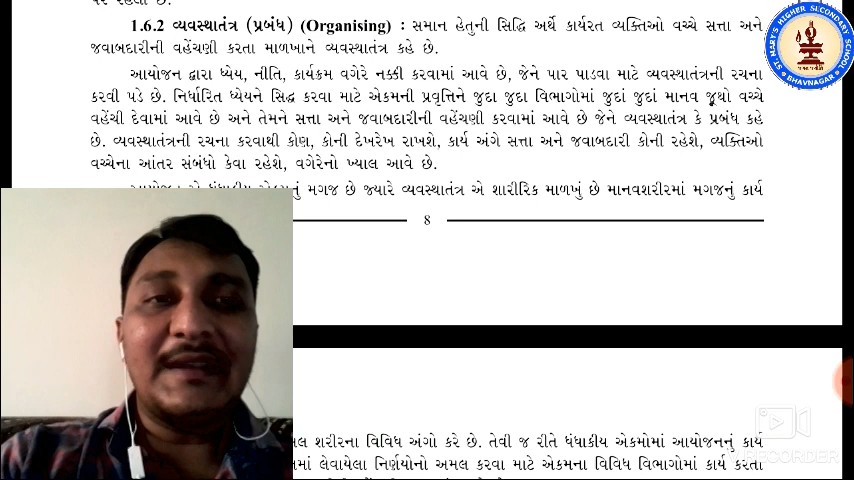 1.6.2 વ્યવસ્થાતંત્ર (પ્રબંધ) (Organising) : સમાન હેતુની સિદ્ધિ અર્થે કાર્યરત વ્યક્તિઓ વચ્ચે સત્તા અને
જવાબદારીની વહેંચણી કરતા માળખાને વ્યવસ્થાતંત્ર કહે છે.
આયોજન દ્વારા ધ્યેય, નીતિ, કાર્યક્રમ વગેરે નક્કી કરવામાં આવે છે, જેને પાર પાડવા માટે વ્યવસ્થાતંત્રની રચના
કરવી પડે છે. નિર્ધારિત ધ્યેયને સિદ્ધ કરવા માટે એકમની પ્રવૃત્તિને જુદા જુદા વિભાગોમાં જુદાં જુદાં માનવ જૂથો વચ્ચે
વહેંચી દેવામાં આવે છે અને તેમને સત્તા અને જવાબદારીની વહેંચણી કરવામાં આવે છે જેને વ્યવસ્થાતંત્ર કે પ્રબંધ કહે
છે. વ્યવસ્થાતંત્રની રચના કરવાથી કોણ, કોની દેખરેખ રાખશે, કાર્ય અંગે સત્તા અને જવાબદારી કોની રહેશે, વ્યક્તિઓ
વચ્ચેના આંતર સંબંધો કેવા રહેશે, વગેરેનો ખ્યાલ આવે છે.
મગજ છે જ્યારે વ્યવસ્થાતંત્ર એ શારીરિક માળખું છે માનવશરીરમાં મગજનું કાર્ય
8
શરીરના વિવિધ અંગો કરે છે. તેવી જ રીતે ધંધાકીય એકમોમાં આયોજનનું કાર્ય
લેવાયેલા નિર્ણયોનો અમલ કરવા માટે એકમના વિવિધ વિભાગોમાં કાર્ય કરતા
ST. MARY'S HIGHER SECONDARY SCHOOL
BHAVNAGAR
RECORDER